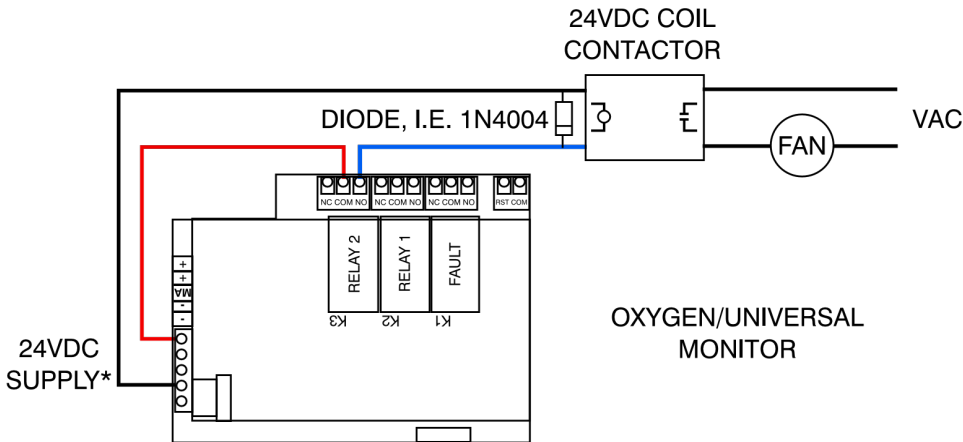 24VDC COIL
CONTACTOR
DIODE, I.E. 1N4004
VAC
FAN
NC COM NO NC COM NO NC COM NO RST COM
RELAY 2
RELAY 1
FAULT
+
+
MA
-
-
K3
K2
K1
OXYGEN/UNIVERSAL
MONITOR
24VDC
SUPPLY*